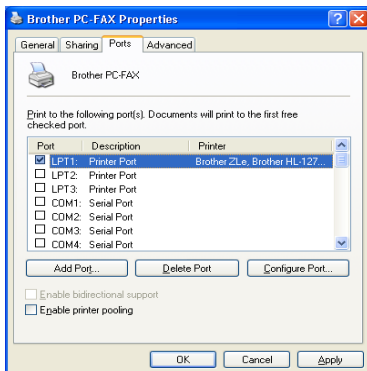 Brother PC-FAX Properties
General Sharing Ports Advanced
Brother PC-FAX
Print to the following port(s). Documents will print to the first free
checked port.
Port Description Printer
LPT1: Printer Port Brother ZLe, Brother HL-127...
LPT2: Printer Port
LPT3: Printer Port
COM1: Serial Port
COM2: Serial Port
COM3: Serial Port
COM4: Serial Port
Add Port... Delete Port Configure Port...
Enable bidirectional support
Enable printer pooling
OK Cancel Apply